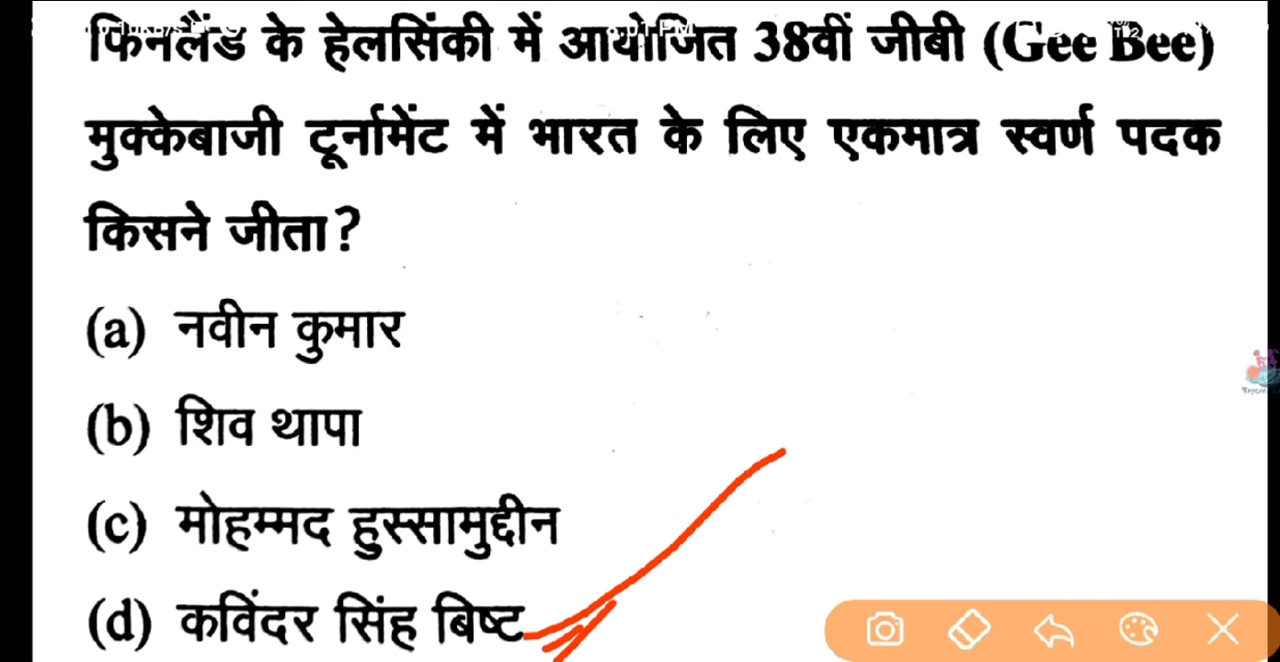 फिनलैंड के हेलसिंकी में आयोजित 38वीं जीबी (Gee Bee)
मुक्केबाजी टूर्नामेंट में भारत के लिए एकमात्र स्वर्ण पदक
किसने जीता?
(a) नवीन कुमार
(b) शिव थापा
(c) मोहम्मद हुस्सामुद्दीन
(d) कविंदर सिंह बिष्ट